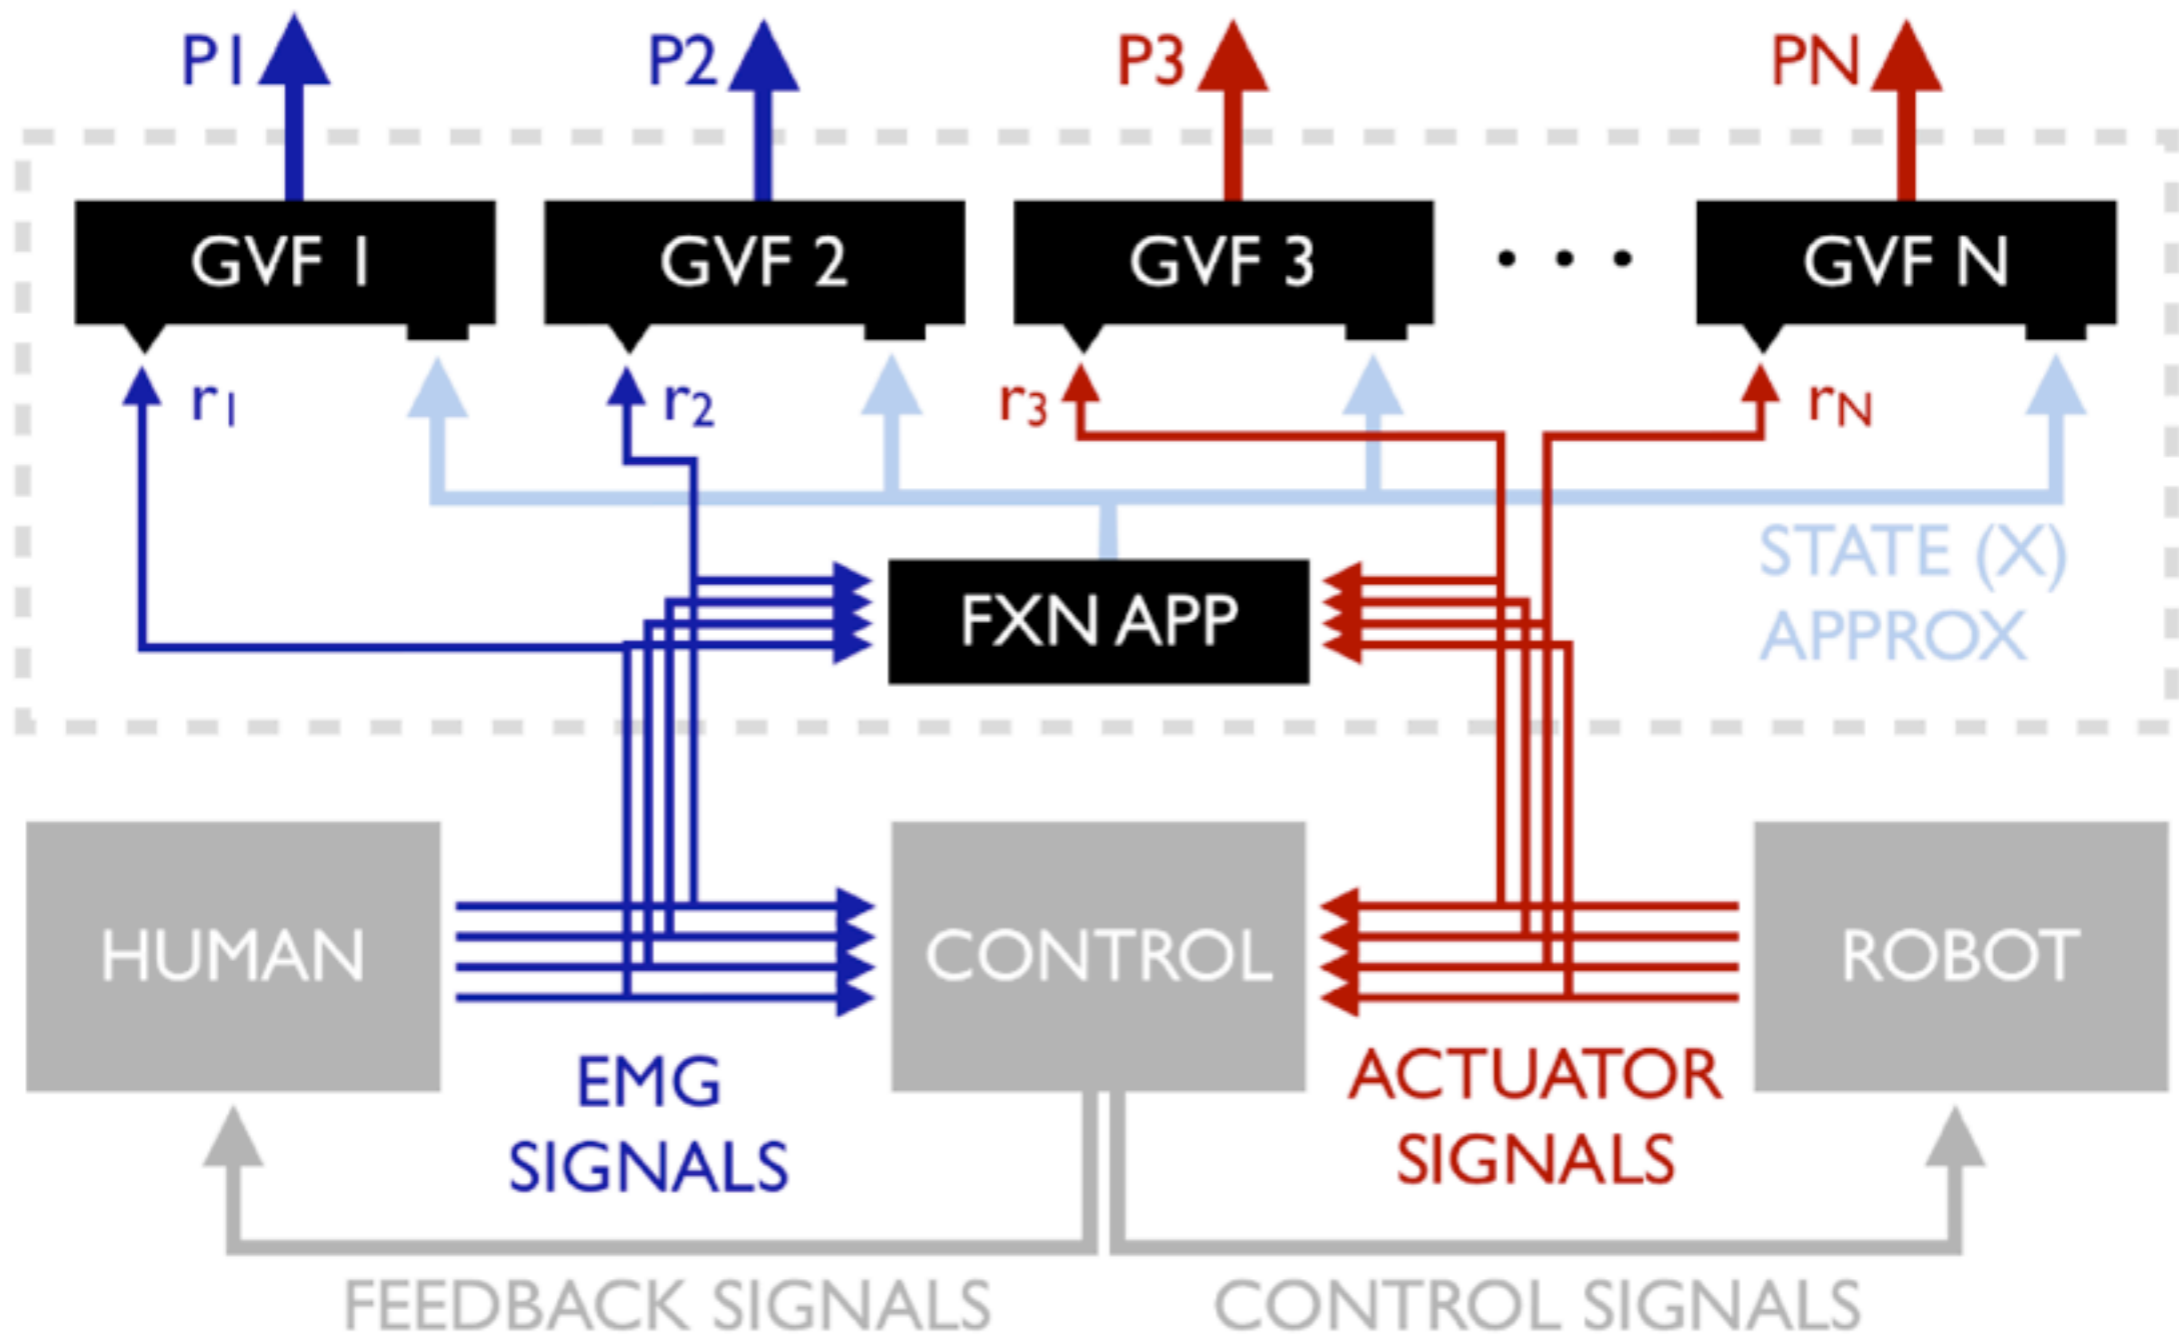 P1
P2
P3
PN
GVF 1
GVF 2
GVF 3
. . .
GVF N
r1
r2
r3
rN
STATE (X)
APPROX
FXN APP
HUMAN
CONTROL
ROBOT
EMG
SIGNALS
ACTUATOR
SIGNALS
FEEDBACK SIGNALS
CONTROL SIGNALS